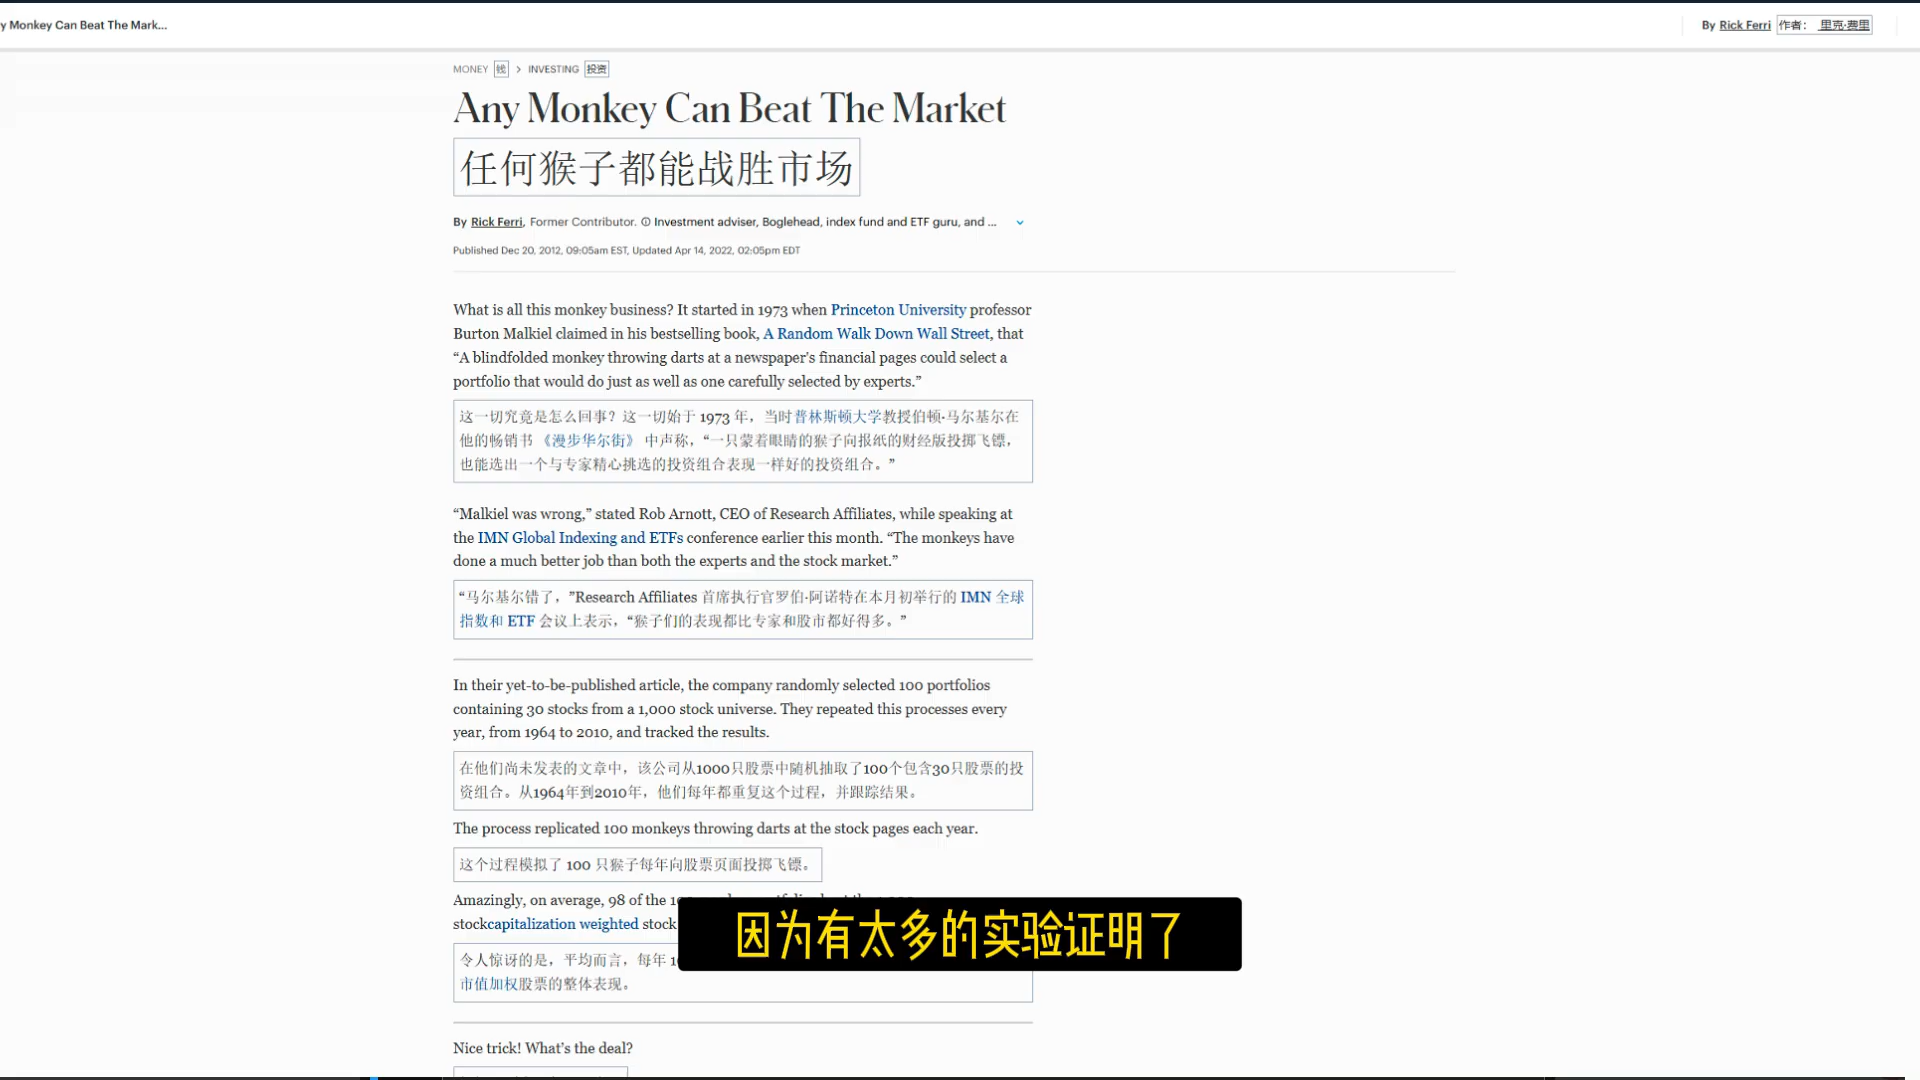 y Monkey Can Beat The Mark...
By Rick Ferri 作者： 里克·费里
MONEY 钱 > INVESTING 投资
Any Monkey Can Beat The Market
任何猴子都能战胜市场
By Rick Ferri, Former Contributor. ⓘ Investment adviser, Boglehead, index fund and ETF guru, and ...
Published Dec 20, 2012, 09:05am EST, Updated Apr 14, 2022, 02:05pm EDT
What is all this monkey business? It started in 1973 when Princeton University professor
Burton Malkiel claimed in his bestselling book, A Random Walk Down Wall Street, that
“A blindfolded monkey throwing darts at a newspaper's financial pages could select a
portfolio that would do just as well as one carefully selected by experts.”
这一切究竟是怎么回事？这一切始于 1973 年，当时普林斯顿大学教授伯顿·马尔基尔在
他的畅销书 《漫步华尔街》 中声称，“一只蒙着眼睛的猴子向报纸的财经版投掷飞镖，
也能选出一个与专家精心挑选的投资组合表现一样好的投资组合。”
“Malkiel was wrong,” stated Rob Arnott, CEO of Research Affiliates, while speaking at
the IMN Global Indexing and ETFs conference earlier this month. “The monkeys have
done a much better job than both the experts and the stock market.”
“马尔基尔错了，”Research Affiliates 首席执行官罗伯·阿诺特在本月初举行的 IMN 全球
指数和 ETF 会议上表示，“猴子们的表现都比专家和股市都好得多。”
In their yet-to-be-published article, the company randomly selected 100 portfolios
containing 30 stocks from a 1,000 stock universe. They repeated this processes every
year, from 1964 to 2010, and tracked the results.
在他们尚未发表的文章中，该公司从1000只股票中随机抽取了100个包含30只股票的投
资组合。从1964年到2010年，他们每年都重复这个过程，并跟踪结果。
The process replicated 100 monkeys throwing darts at the stock pages each year.
这个过程模拟了 100 只猴子每年向股票页面投掷飞镖。
Amazingly, on average, 98 of the
stockcapitalization weighted stock
令人惊讶的是，平均而言，每年
市值加权股票的整体表现。
因为有太多的实验证明了
Nice trick! What's the deal?